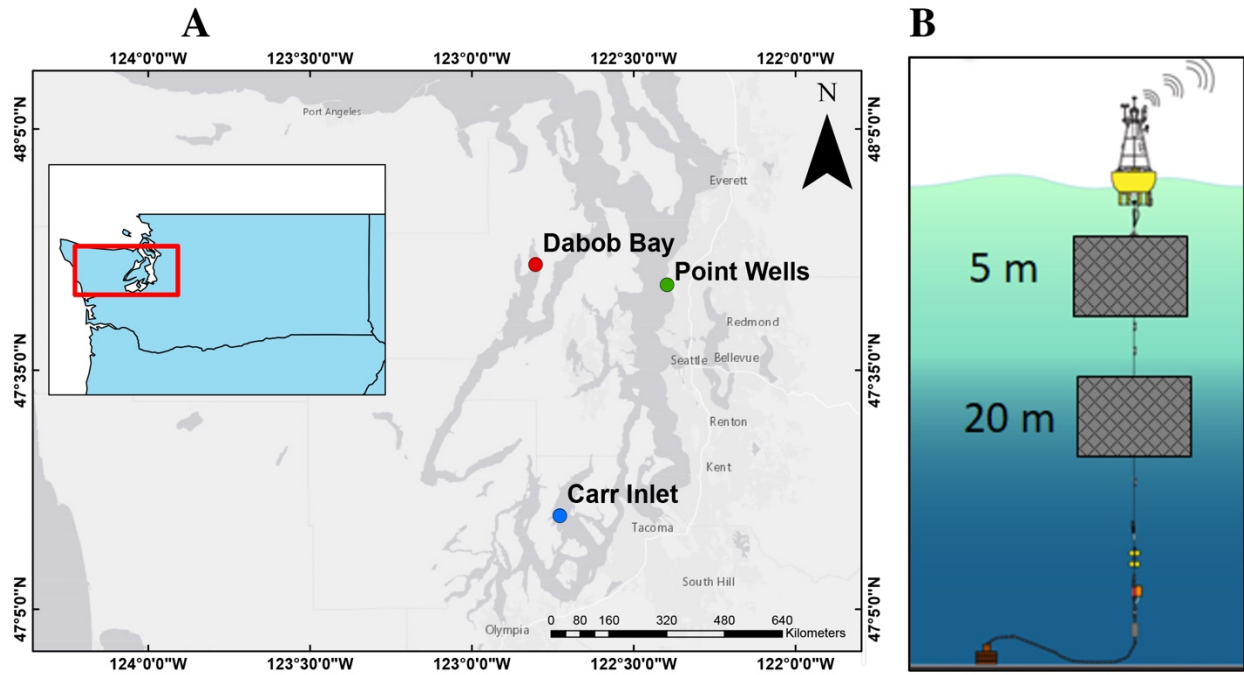 A
B
124°0'0"W
123°30'0"W
123°0'0"W
122°30'0"W
122°0'0"W
48°5'0"N
48°5'0"N
47°35'0"N
47°35'0"N
47°5'0"N
47°5'0"N
Port Angeles
N
Everett
Dabob Bay
Point Wells
Redmond
Seattle
Bellevue
Renton
Kent
Carr Inlet
Tacoma
South Hill
Olympia
0 80 160 320 480 640
Kilometers
124°0'0"W
123°30'0"W
123°0'0"W
122°30'0"W
122°0'0"W
5 m
20 m